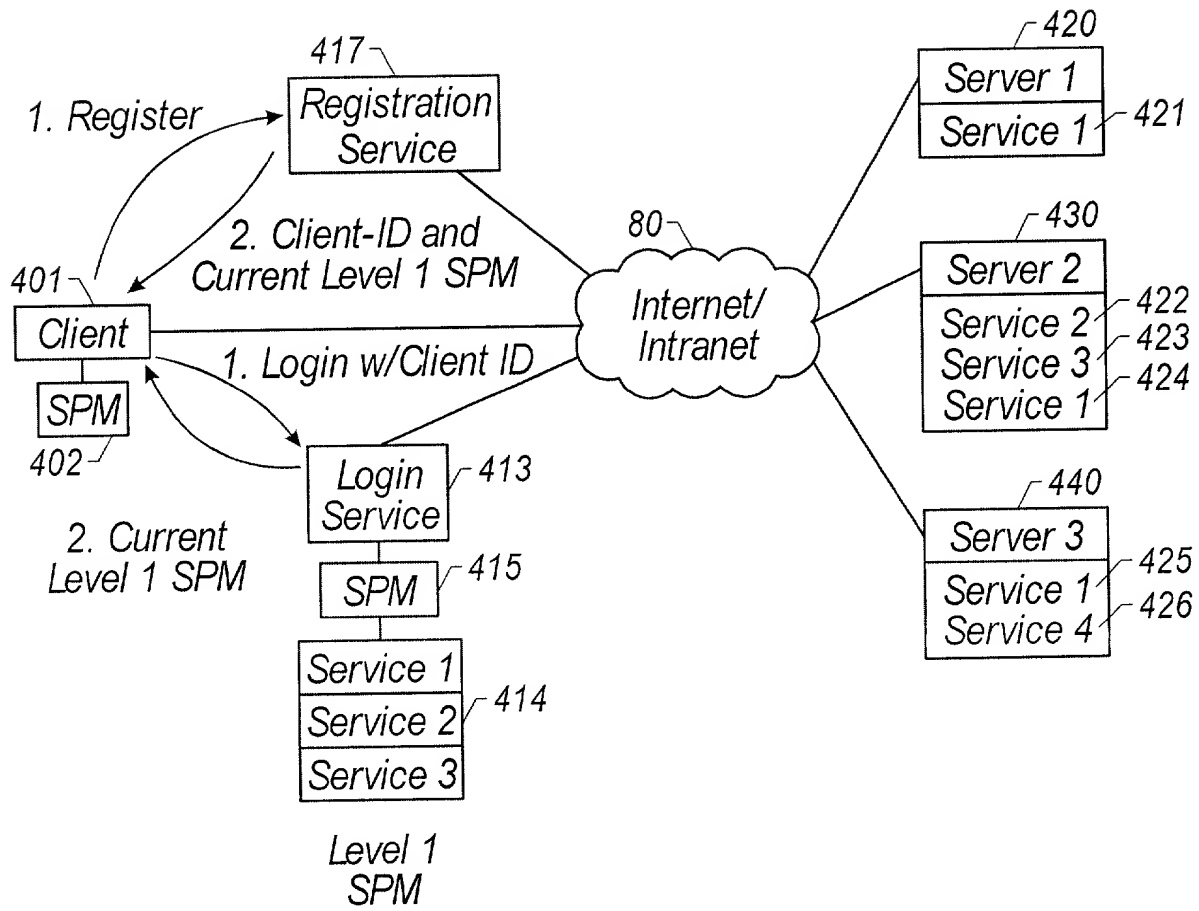 417
Registration
Service
1. Register
2. Client-ID and
Current Level 1 SPM
401
Client
SPM
402
1. Login w/Client ID
2. Current
Level 1 SPM
Login
Service
413
SPM
415
Service 1
Service 2
Service 3
414
Level 1
SPM
80
Internet/
Intranet
420
Server 1
Service 1
421
430
Server 2
Service 2
422
Service 3
423
Service 1
424
440
Server 3
Service 1
425
Service 4
426